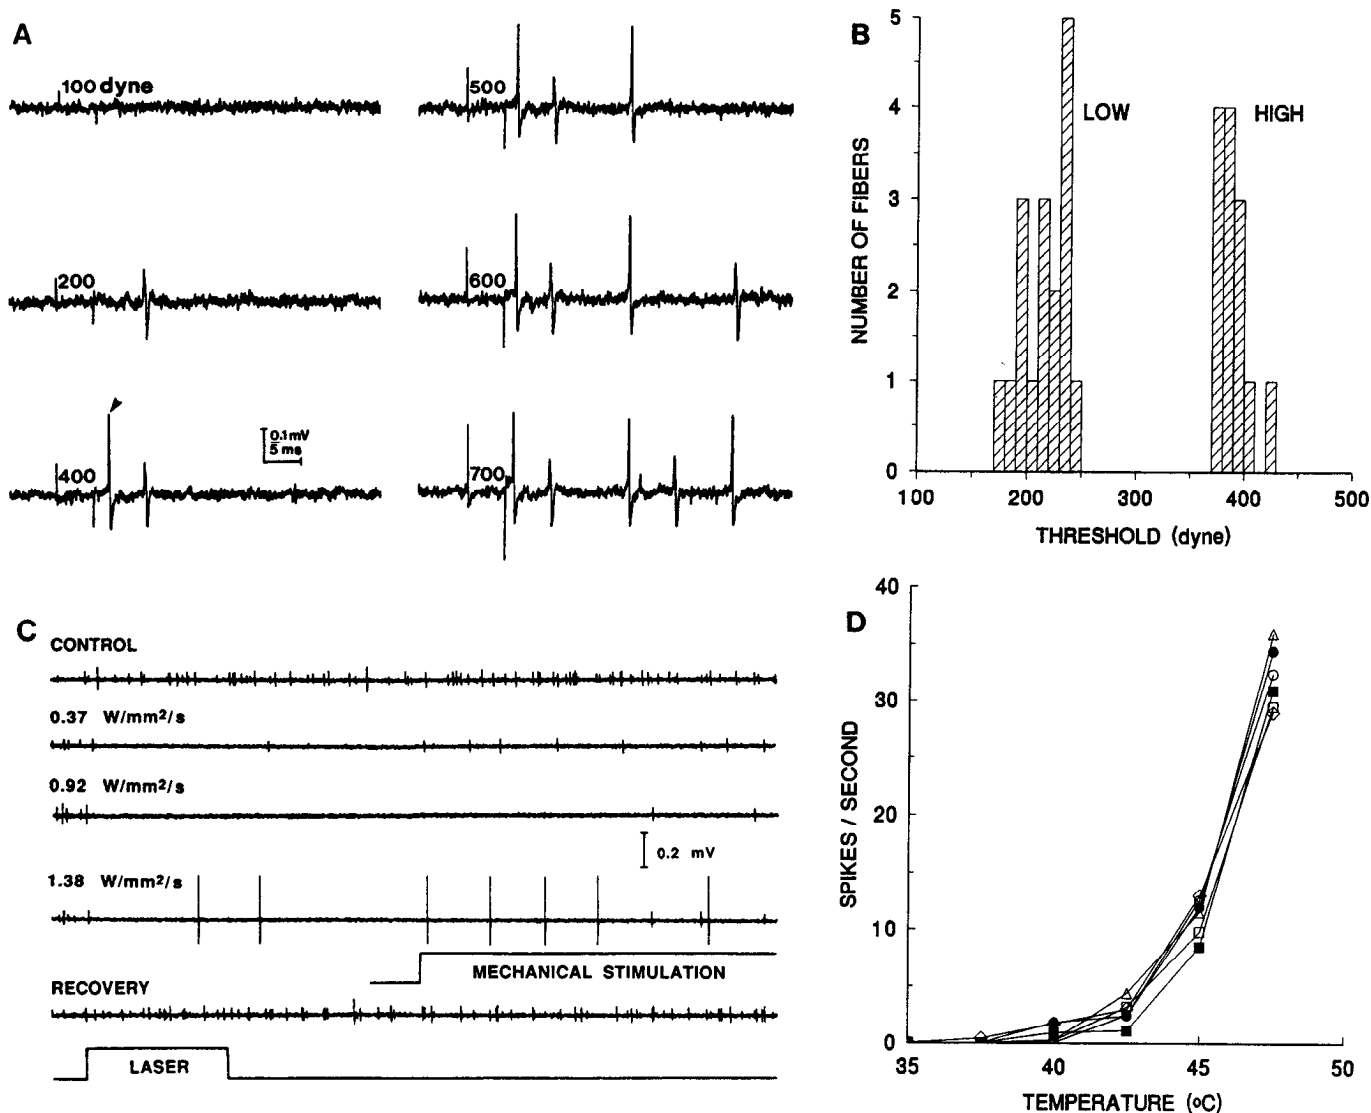 A
100 dyne
200
400
0.1mV
5 ms
500
600
700
B
5
4
3
2
1
0
NUMBER OF FIBERS
LOW
HIGH
100
200
300
400
500
THRESHOLD (dyne)
C
CONTROL
0.37 W/mm²/s
0.92 W/mm²/s
0.2 mV
1.38 W/mm²/s
MECHANICAL STIMULATION
RECOVERY
LASER
D
40
30
20
10
0
SPIKES / SECOND
35
40
45
50
TEMPERATURE (oC)